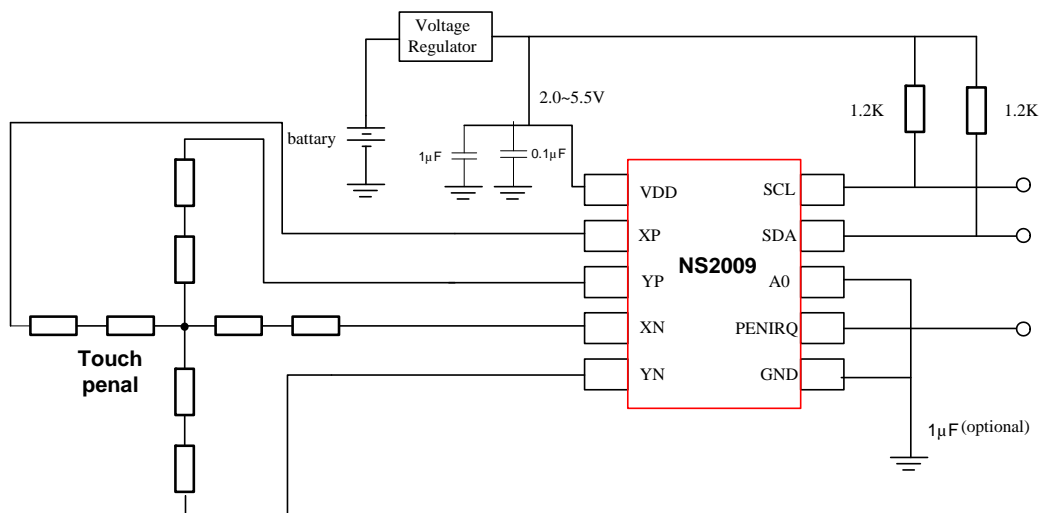 Voltage
Regulator
2.0~5.5V
battary
1μF
0.1μF
1.2K
1.2K
VDD
SCL
XP
SDA
NS2009
YP
A0
XN
PENIRQ
Touch
penal
YN
GND
1μF(optional)